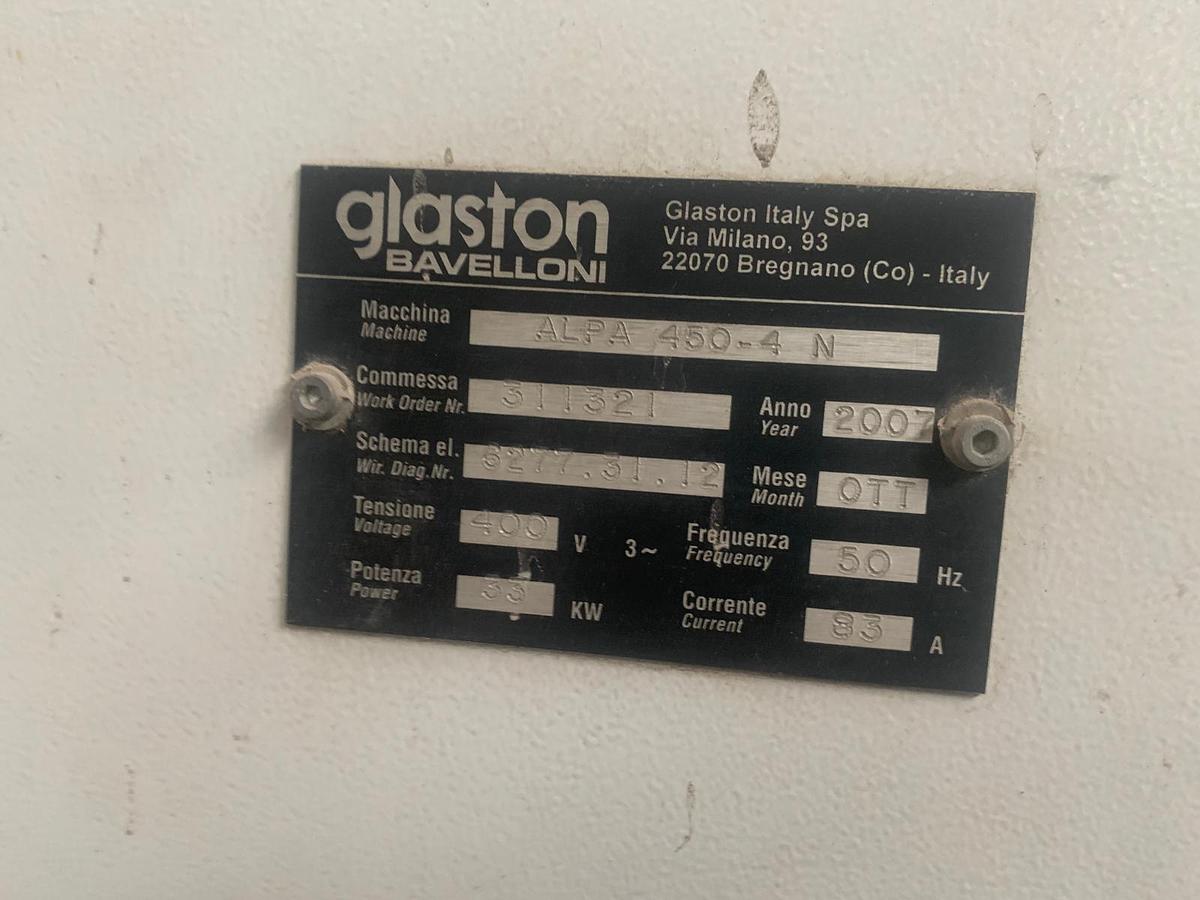 glaston
BAVELLONI
Glaston Italy Spa
Via Milano, 93
22070 Bregnano (Co) - Italy
Macchina
Machine
ALPA 450-4 N
Commessa
Work Order Nr.
311321
Anno
Year
2007
Schema el.
Wir. Diag.Nr.
Mese
Month
OTT
Tensione
Voltage
400 V 3~
Frequenza
Frequency
50 Hz
Potenza
Power
KW
Corrente
Current
83 A